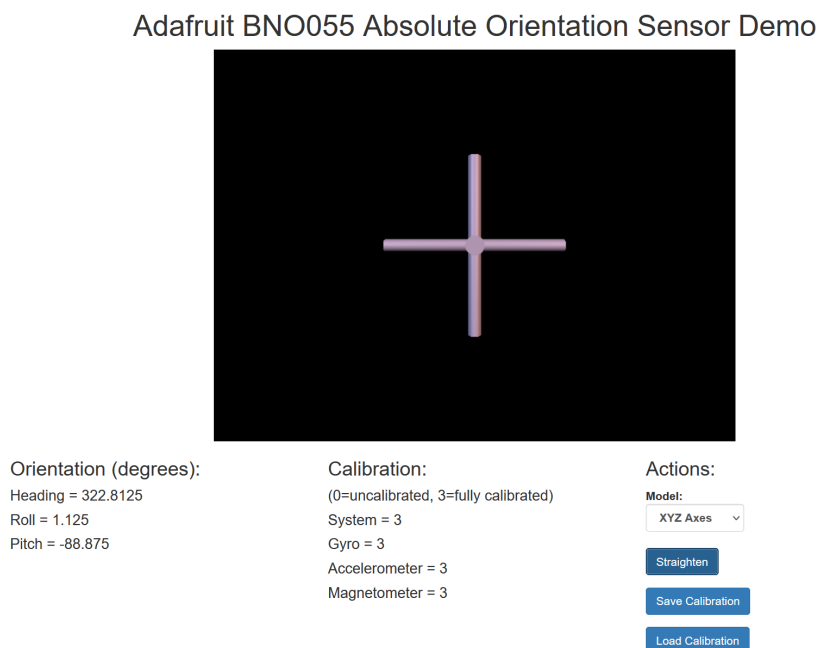 Adafruit BNO055 Absolute Orientation Sensor Demo
Orientation (degrees):
Heading = 322.8125
Roll = 1.125
Pitch = -88.875
Calibration:
(0=uncalibrated, 3=fully calibrated)
System = 3
Gyro = 3
Accelerometer = 3
Magnetometer = 3
Actions:
Model:
XYZ Axes
Straighten
Save Calibration
Load Calibration